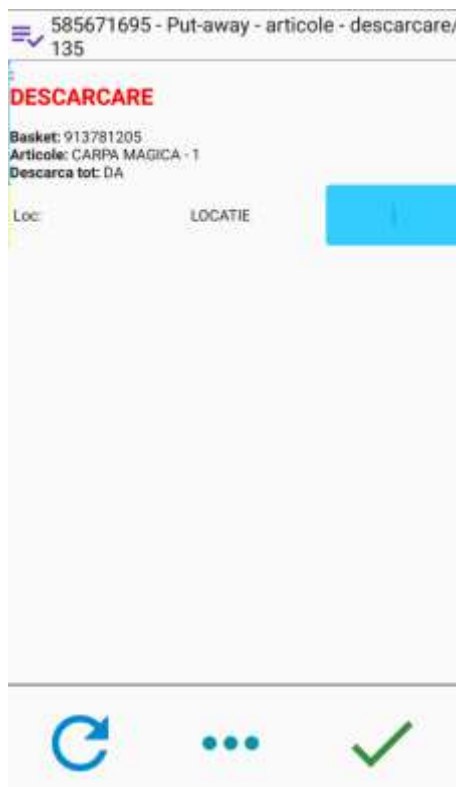 585671695 - Put-away - articole - descarcare/
135
DESCARCARE
Basket: 913781205
Articole: CARPA MAGICA - 1
Descarca tot: DA
Loc: LOCATIE